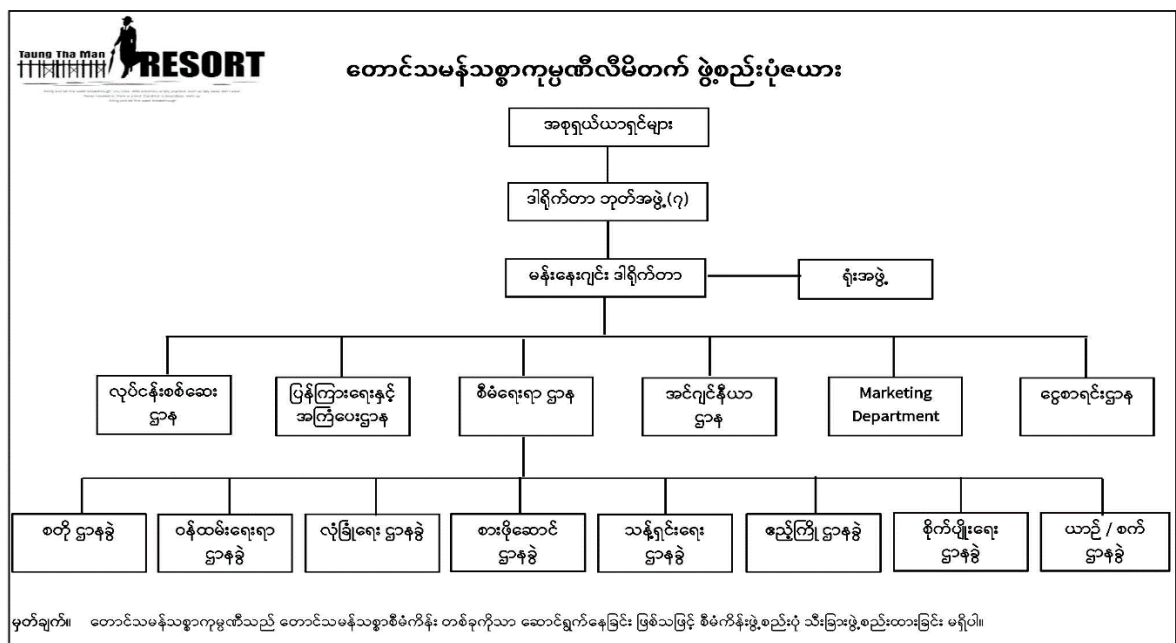 Taung Tha Man
RESORT
တောင်သမန်သစ္စာကုမ္ပဏီလီမိတက် ဖွဲ့စည်းပုံဇယား
အစုရှယ်ယာရှင်များ
ဒါရိုက်တာ ဘုတ်အဖွဲ့(၇)
မန်းနေးဂျင်း ဒါရိုက်တာ
ရုံးအဖွဲ့
လုပ်ငန်းစစ်ဆေး
ဌာန
ပြန်ကြားရေးနှင့်
အကြံပေးဌာန
စီမံရေးရာ ဌာန
အင်ဂျင်နီယာ
ဌာန
Marketing
Department
ငွေစာရင်းဌာန
စတို ဌာနခွဲ
ဝန်ထမ်းရေးရာ
ဌာနခွဲ
လုံခြုံရေး ဌာနခွဲ
စားဖိုဆောင်
ဌာနခွဲ
သန့်ရှင်းရေး
ဌာနခွဲ
ဧည့်ကြို ဌာနခွဲ
စိုက်ပျိုးရေး
ဌာနခွဲ
ယာဉ် / စက်
ဌာနခွဲ
မှတ်ချက်။ တောင်သမန်သစ္စာကုမ္ပဏီသည် တောင်သမန်သစ္စာစီမံကိန်း တစ်ခုကိုသာ ဆောင်ရွက်နေခြင်း ဖြစ်သဖြင့် စီမံကိန်းဖွဲ့စည်းပုံ သီးခြားဖွဲ့စည်းထားခြင်း မရှိပါ။